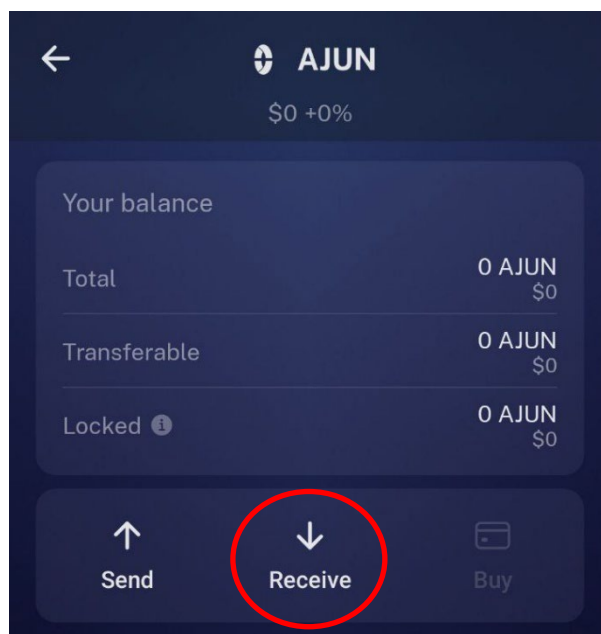 AJUN
$0 +0%
Your balance
Total
0 AJUN
$0
Transferable
0 AJUN
$0
Locked
0 AJUN
$0
Send
Receive
Buy